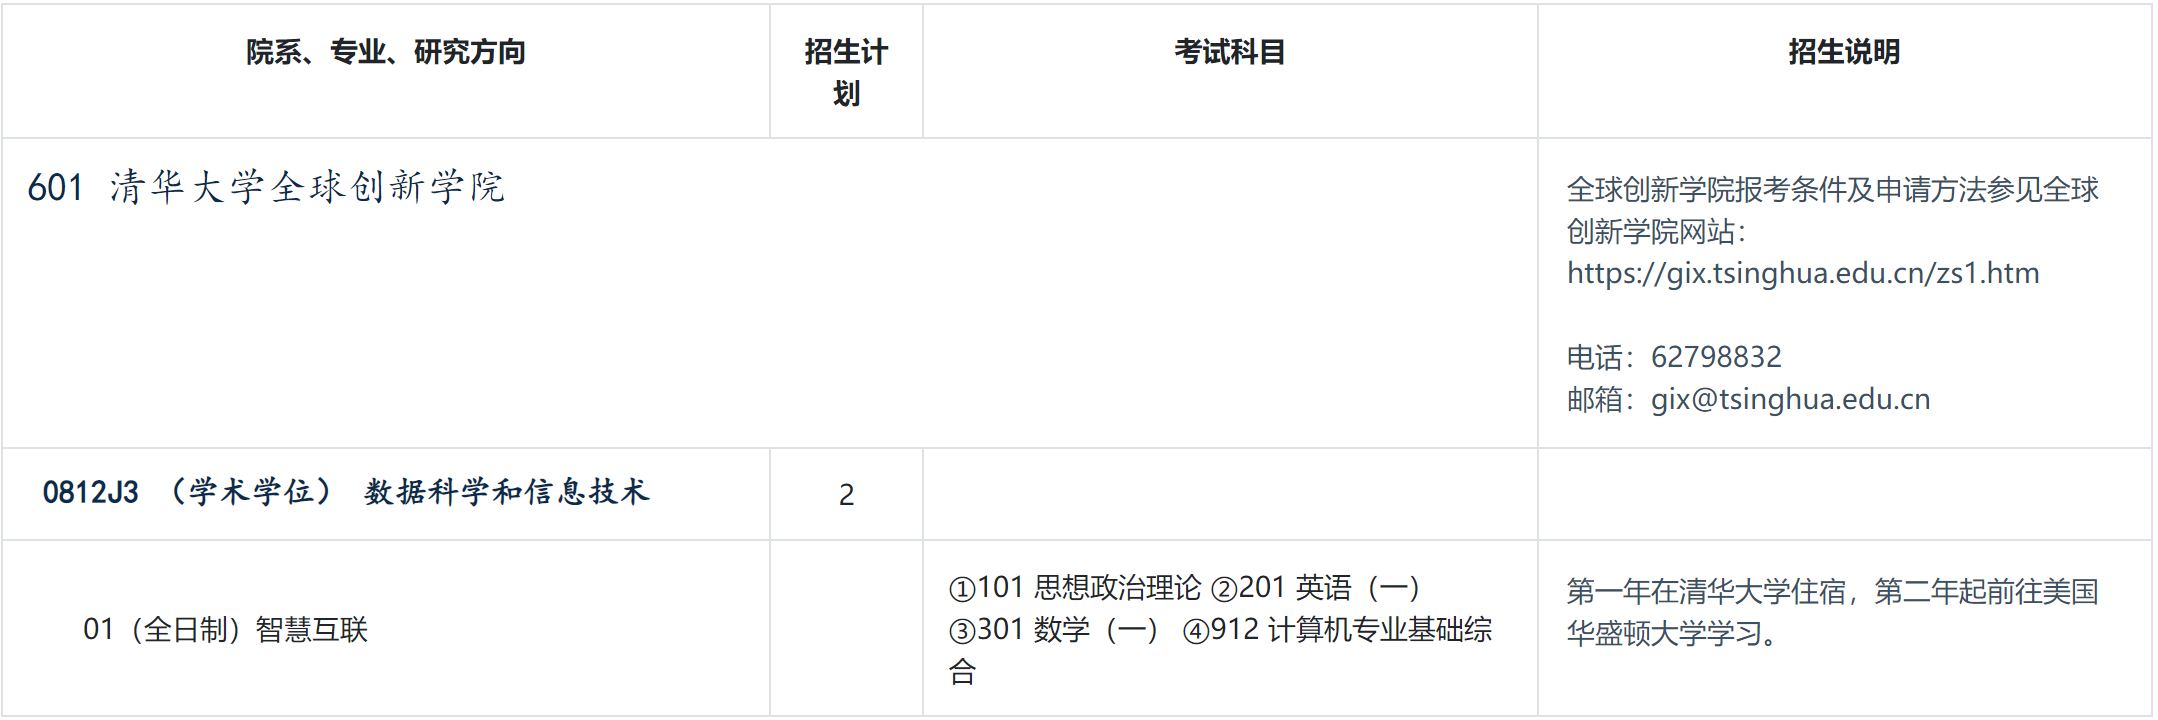 院系、专业、研究方向
招生计
划
考试科目
招生说明
601 清华大学全球创新学院
全球创新学院报考条件及申请方法参见全球
创新学院网站：
https://gix.tsinghua.edu.cn/zs1.htm
电话：62798832
邮箱：gix@tsinghua.edu.cn
0812J3 （学术学位） 数据科学和信息技术
2
01（全日制）智慧互联
①101 思想政治理论 ②201 英语（一）
③301 数学（一） ④912 计算机专业基础综
合
第一年在清华大学住宿，第二年起前往美国
华盛顿大学学习。